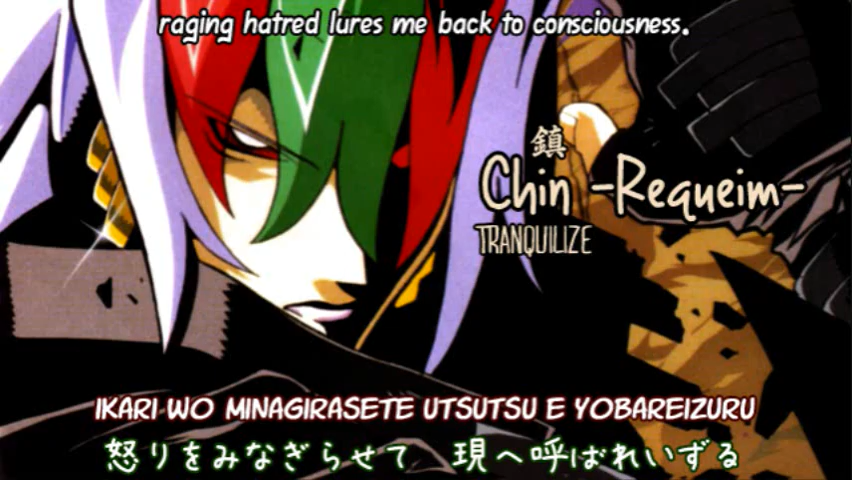 raging hatred lures me back to consciousness.
鎮
Chin -Requeim-
TRANQUILIZE
IKARI WO MINAGIRASETE UTSUTSU E YOBAREIZURU
怒りをみなぎらせて　現へ呼ばれいずる